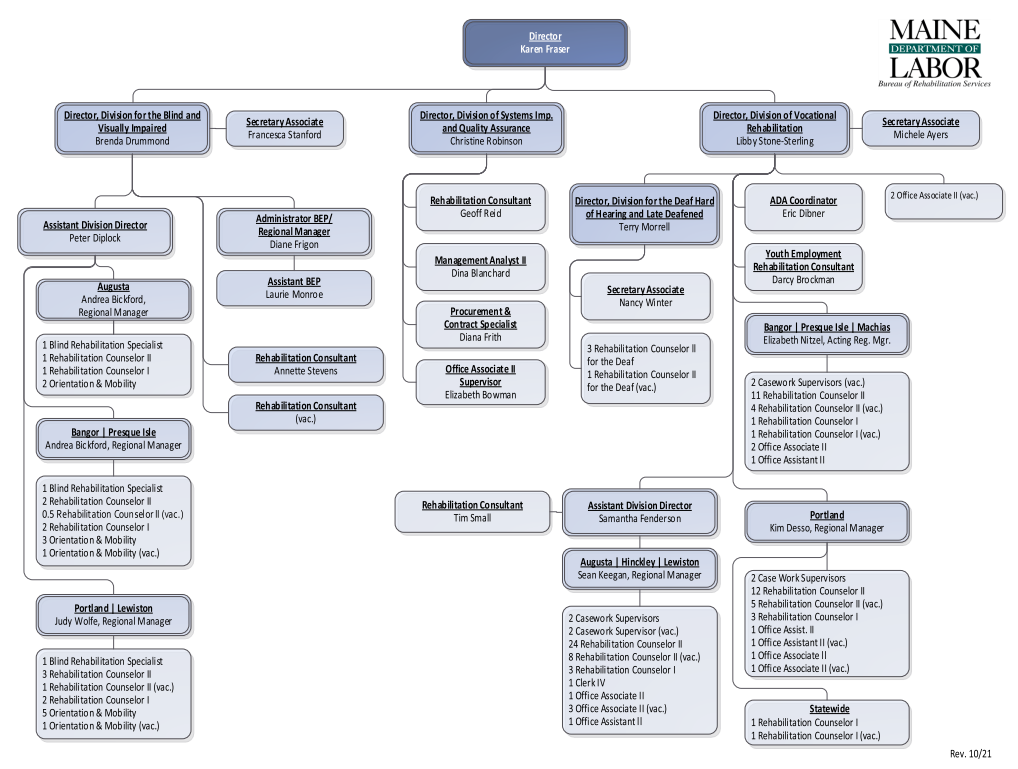 Director
Karen Fraser
MAINE
DEPARTMENT OF
LABOR
Bureau of Rehabilitation Services
Director, Division for the Blind and
Visually Impaired
Brenda Drummond
Secretary Associate
Francesca Stanford
Director, Division of Systems Imp.
and Quality Assurance
Christine Robinson
Director, Division of Vocational
Rehabilitation
Libby Stone-Sterling
Secretary Associate
Michele Ayers
Assistant Division Director
Peter Diplock
Administrator BEP/
Regional Manager
Diane Frigon
Assistant BEP
Laurie Monroe
Augusta
Andrea Bickford,
Regional Manager
1 Blind Rehabilitation Specialist
1 Rehabilitation Counselor II
1 Rehabilitation Counselor I
2 Orientation & Mobility
Rehabilitation Consultant
Annette Stevens
Rehabilitation Consultant
(vac.)
Bangor | Presque Isle
Andrea Bickford, Regional Manager
1 Blind Rehabilitation Specialist
2 Rehabilitation Counselor II
0.5 Rehabilitation Counselor II (vac.)
2 Rehabilitation Counselor I
3 Orientation & Mobility
1 Orientation & Mobility (vac.)
Portland | Lewiston
Judy Wolfe, Regional Manager
1 Blind Rehabilitation Specialist
3 Rehabilitation Counselor II
1 Rehabilitation Counselor II (vac.)
2 Rehabilitation Counselor I
5 Orientation & Mobility
1 Orientation & Mobility (vac.)
Rehabilitation Consultant
Geoff Reid
Management Analyst II
Dina Blanchard
Procurement &
Contract Specialist
Diana Frith
Office Associate II
Supervisor
Elizabeth Bowman
Director, Division for the Deaf Hard
of Hearing and Late Deafened
Terry Morrell
Secretary Associate
Nancy Winter
3 Rehabilitation Counselor II
for the Deaf
1 Rehabilitation Counselor II
for the Deaf (vac.)
ADA Coordinator
Eric Dibner
2 Office Associate II (vac.)
Youth Employment
Rehabilitation Consultant
Darcy Brockman
Bangor | Presque Isle | Machias
Elizabeth Nitzel, Acting Reg. Mgr.
2 Casework Supervisors (vac.)
11 Rehabilitation Counselor II
4 Rehabilitation Counselor II (vac.)
1 Rehabilitation Counselor I
1 Rehabilitation Counselor I (vac.)
2 Office Associate II
1 Office Assistant II
Rehabilitation Consultant
Tim Small
Assistant Division Director
Samantha Fenderson
Augusta | Hinckley | Lewiston
Sean Keegan, Regional Manager
2 Casework Supervisors
2 Casework Supervisor (vac.)
24 Rehabilitation Counselor II
8 Rehabilitation Counselor II (vac.)
3 Rehabilitation Counselor I
1 Clerk IV
1 Office Associate II
3 Office Associate II (vac.)
1 Office Assistant II
Portland
Kim Desso, Regional Manager
2 Case Work Supervisors
12 Rehabilitation Counselor II
5 Rehabilitation Counselor II (vac.)
3 Rehabilitation Counselor I
1 Office Assist. II
1 Office Assistant II (vac.)
1 Office Associate II
1 Office Associate II (vac.)
Statewide
1 Rehabilitation Counselor I
1 Rehabilitation Counselor I (vac.)
Rev. 10/21